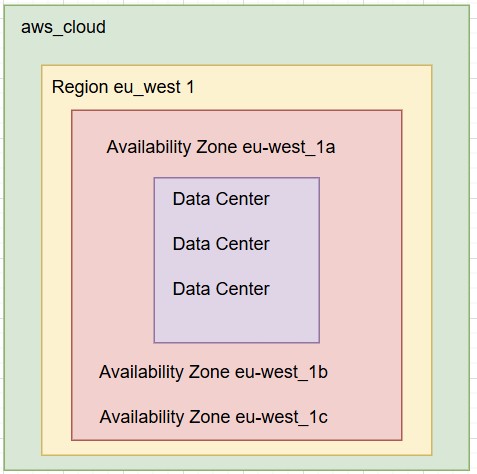 aws_cloud
Region eu_west 1
Availability Zone eu-west_1a
Data Center
Data Center
Data Center
Availability Zone eu-west_1b
Availability Zone eu-west_1c